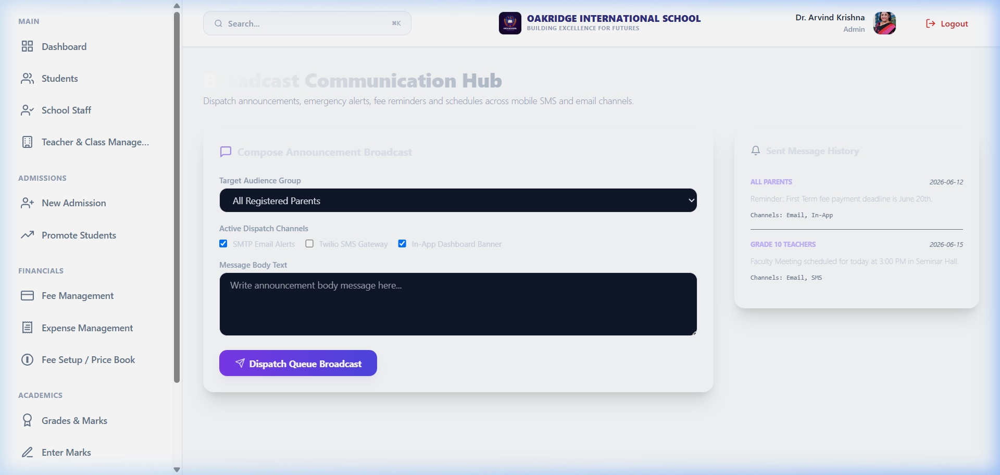 MAIN
Dashboard
Students
School Staff
Teacher & Class Manage...
ADMISSIONS
New Admission
Promote Students
FINANCIALS
Fee Management
Expense Management
Fee Setup / Price Book
ACADEMICS
Grades & Marks
Enter Marks
Search...
⌘K
OAKRIDGE INTERNATIONAL SCHOOL
BUILDING EXCELLENCE FOR FUTURES
Dr. Arvind Krishna
Admin
Logout
Broadcast Communication Hub
Dispatch announcements, emergency alerts, fee reminders and schedules across mobile SMS and email channels.
Compose Announcement Broadcast
Target Audience Group
All Registered Parents
Active Dispatch Channels
SMTP Email Alerts Twilio SMS Gateway In-App Dashboard Banner
Message Body Text
Write announcement body message here...
Dispatch Queue Broadcast
Sent Message History
ALL PARENTS 2026-06-12
Reminder: First Term fee payment deadline is June 20th.
Channels: Email, In-App
GRADE 10 TEACHERS 2026-06-15
Faculty Meeting scheduled for today at 3:00 PM in Seminar Hall.
Channels: Email, SMS